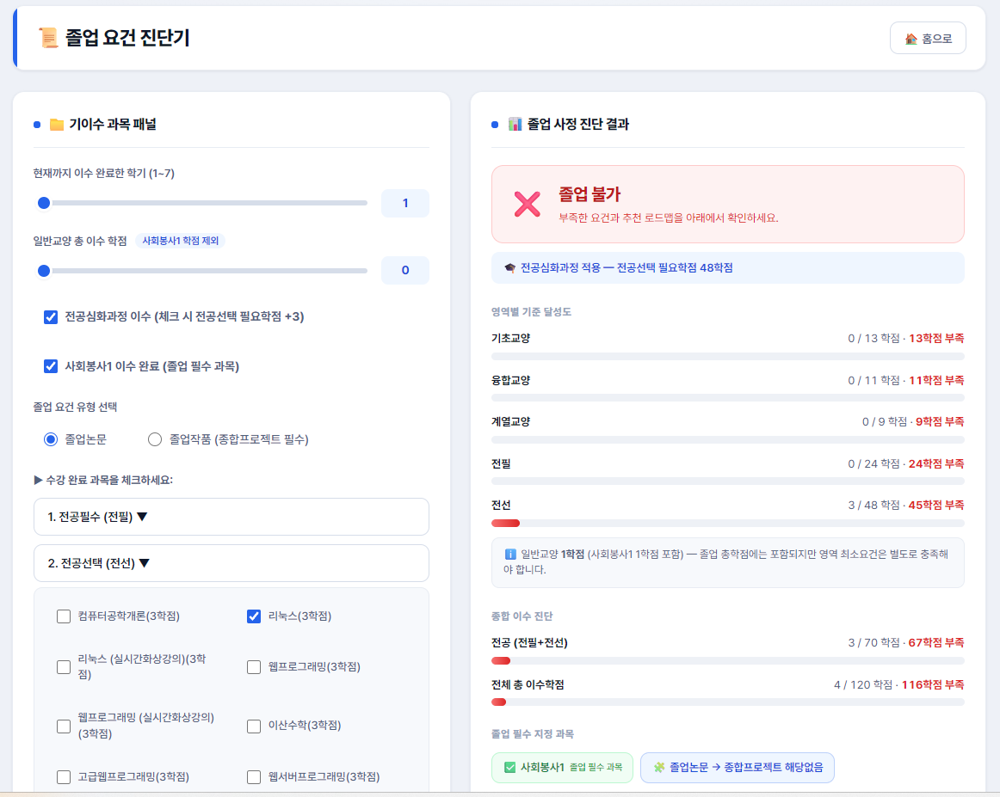 졸업 요건 진단기
홈으로
기이수 과목 패널
현재까지 이수 완료한 학기 (1~7)
1
일반교양 총 이수 학점 사회봉사1 학점 제외
0
전공심화과정 이수 (체크 시 전공선택 필요학점 +3)
사회봉사1 이수 완료 (졸업 필수 과목)
졸업 요건 유형 선택
졸업논문 졸업작품 (종합프로젝트 필수)
▶ 수강 완료 과목을 체크하세요:
1. 전공필수 (전필) ▼
2. 전공선택 (전선) ▼
컴퓨터공학개론(3학점) 리눅스(3학점)
리눅스 (실시간화상강의)(3학
점)
웹프로그래밍(3학점)
웹프로그래밍 (실시간화상강의)
(3학점)
이산수학(3학점)
고급웹프로그래밍(3학점) 웹서버프로그래밍(3학점)
졸업 사정 진단 결과
졸업 불가
부족한 요건과 추천 로드맵을 아래에서 확인하세요.
전공심화과정 적용 — 전공선택 필요학점 48학점
영역별 기준 달성도
기초교양 0 / 13 학점 · 13학점 부족
융합교양 0 / 11 학점 · 11학점 부족
계열교양 0 / 9 학점 · 9학점 부족
전필 0 / 24 학점 · 24학점 부족
전선 3 / 48 학점 · 45학점 부족
일반교양 1학점 (사회봉사1 1학점 포함) — 졸업 총학점에는 포함되지만 영역 최소요건은 별도로 충족해
야 합니다.
종합 이수 진단
전공 (전필+전선) 3 / 70 학점 · 67학점 부족
전체 총 이수학점 4 / 120 학점 · 116학점 부족
졸업 필수 지정 과목
사회봉사1 졸업 필수 과목 졸업논문 → 종합프로젝트 해당없음